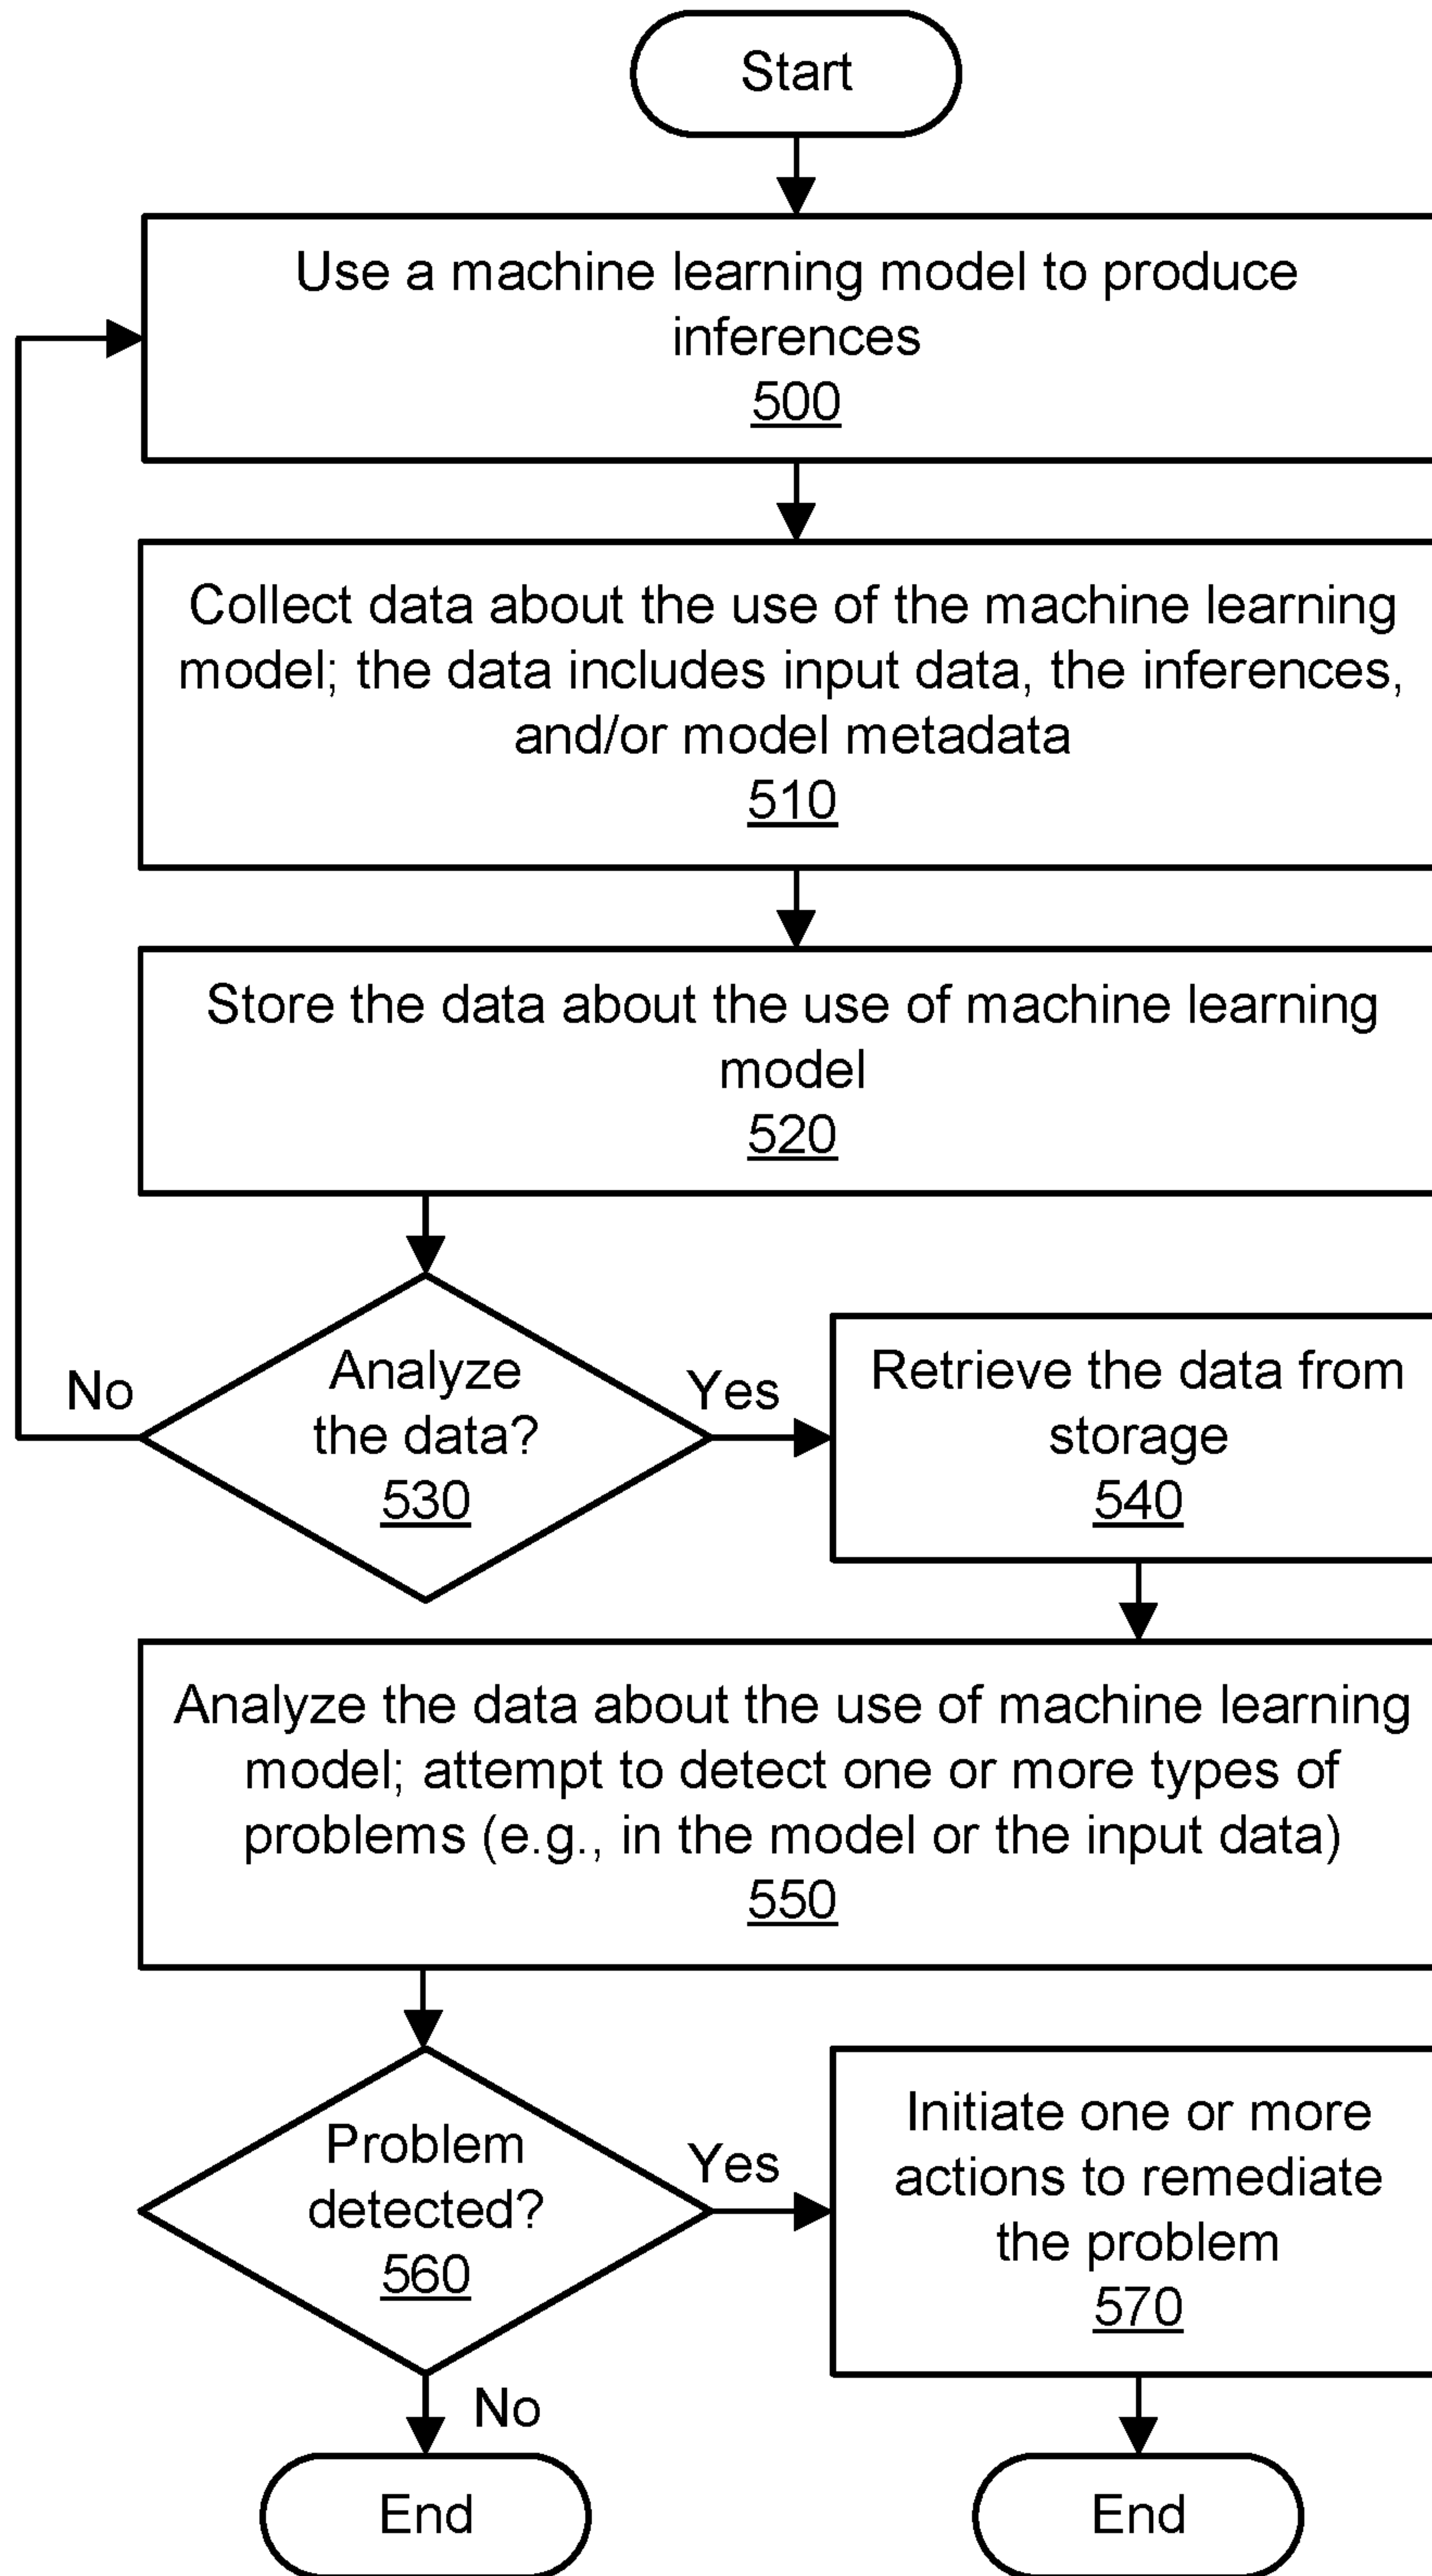 Start
Use a machine learning model to produce
inferences
500
Collect data about the use of the machine learning
model; the data includes input data, the inferences,
and/or model metadata
510
Store the data about the use of machine learning
model
520
No
Analyze
the data?
530
Yes
Retrieve the data from
storage
540
Analyze the data about the use of machine learning
model; attempt to detect one or more types of
problems (e.g., in the model or the input data)
550
Problem
detected?
560
Yes
Initiate one or more
actions to remediate
the problem
570
No
End
End